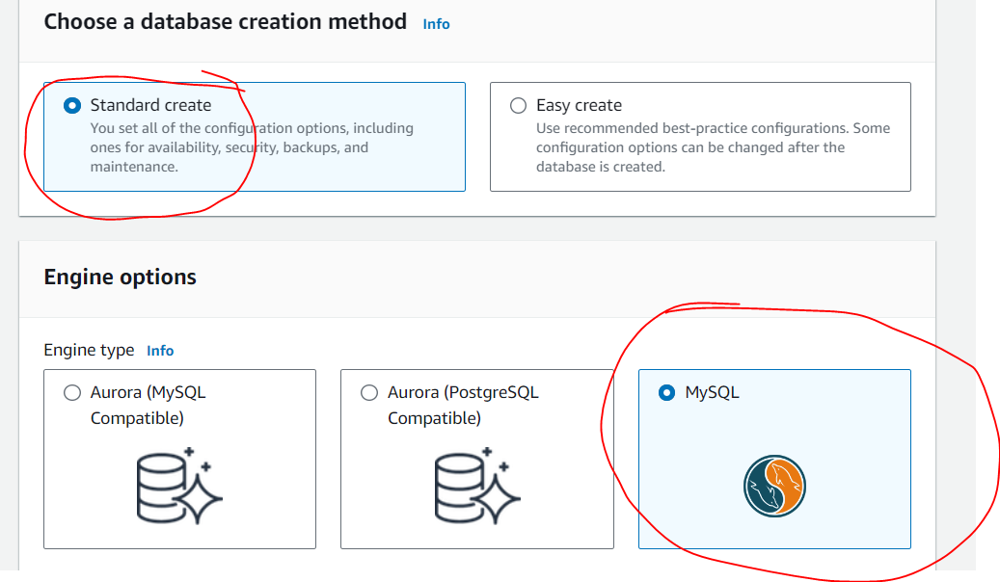 Choose a database creation method Info
Standard create
You set all of the configuration options, including
ones for availability, security, backups, and
maintenance.
Easy create
Use recommended best-practice configurations. Some
configuration options can be changed after the
database is created.
Engine options
Engine type Info
Aurora (MySQL
Compatible)
Aurora (PostgreSQL
Compatible)
MySQL